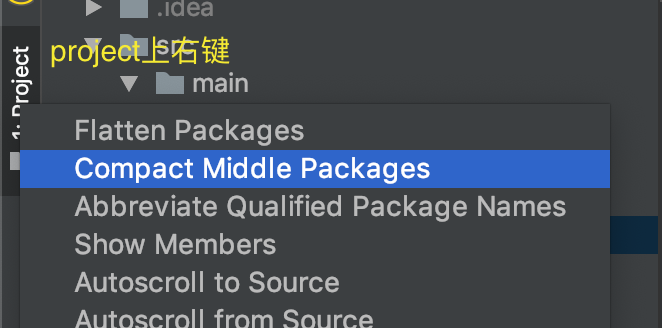 .idea
src
project上右键
main
1: Project
Flatten Packages
Compact Middle Packages
Abbreviate Qualified Package Names
Show Members
Autoscroll to Source
Autoscroll from Source